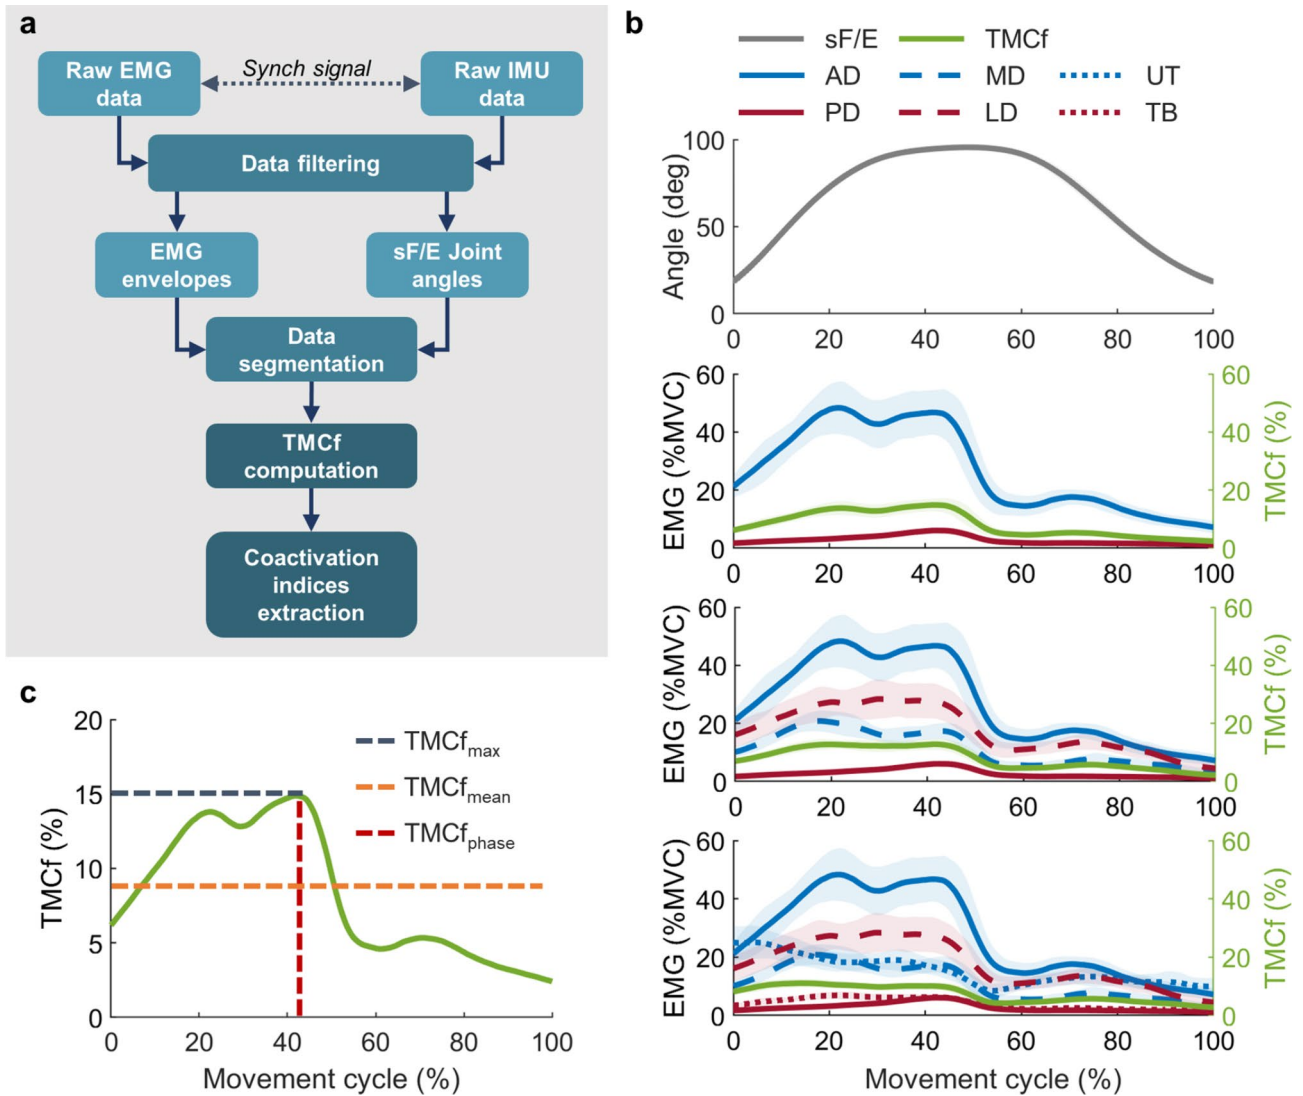 a
Raw EMG
data
Synch signal
Raw IMU
data
Data filtering
EMG
envelopes
sF/E Joint
angles
Data
segmentation
TMCf
computation
Coactivation
indices
extraction
b
sF/E
TMCf
AD
MD
UT
PD
LD
TB
Angle (deg)
100
50
0
0 20 40 60 80 100
EMG (%MVC)
60
40
20
0
TMCf (%)
60
40
20
0
0 20 40 60 80 100
EMG (%MVC)
60
40
20
0
TMCf (%)
60
40
20
0
0 20 40 60 80 100
EMG (%MVC)
60
40
20
0
TMCf (%)
60
40
20
0
0 20 40 60 80 100
Movement cycle (%)
c
TMCf (%)
20
15
10
5
0
TMCfmax
TMCfmean
TMCfphase
0 20 40 60 80 100
Movement cycle (%)